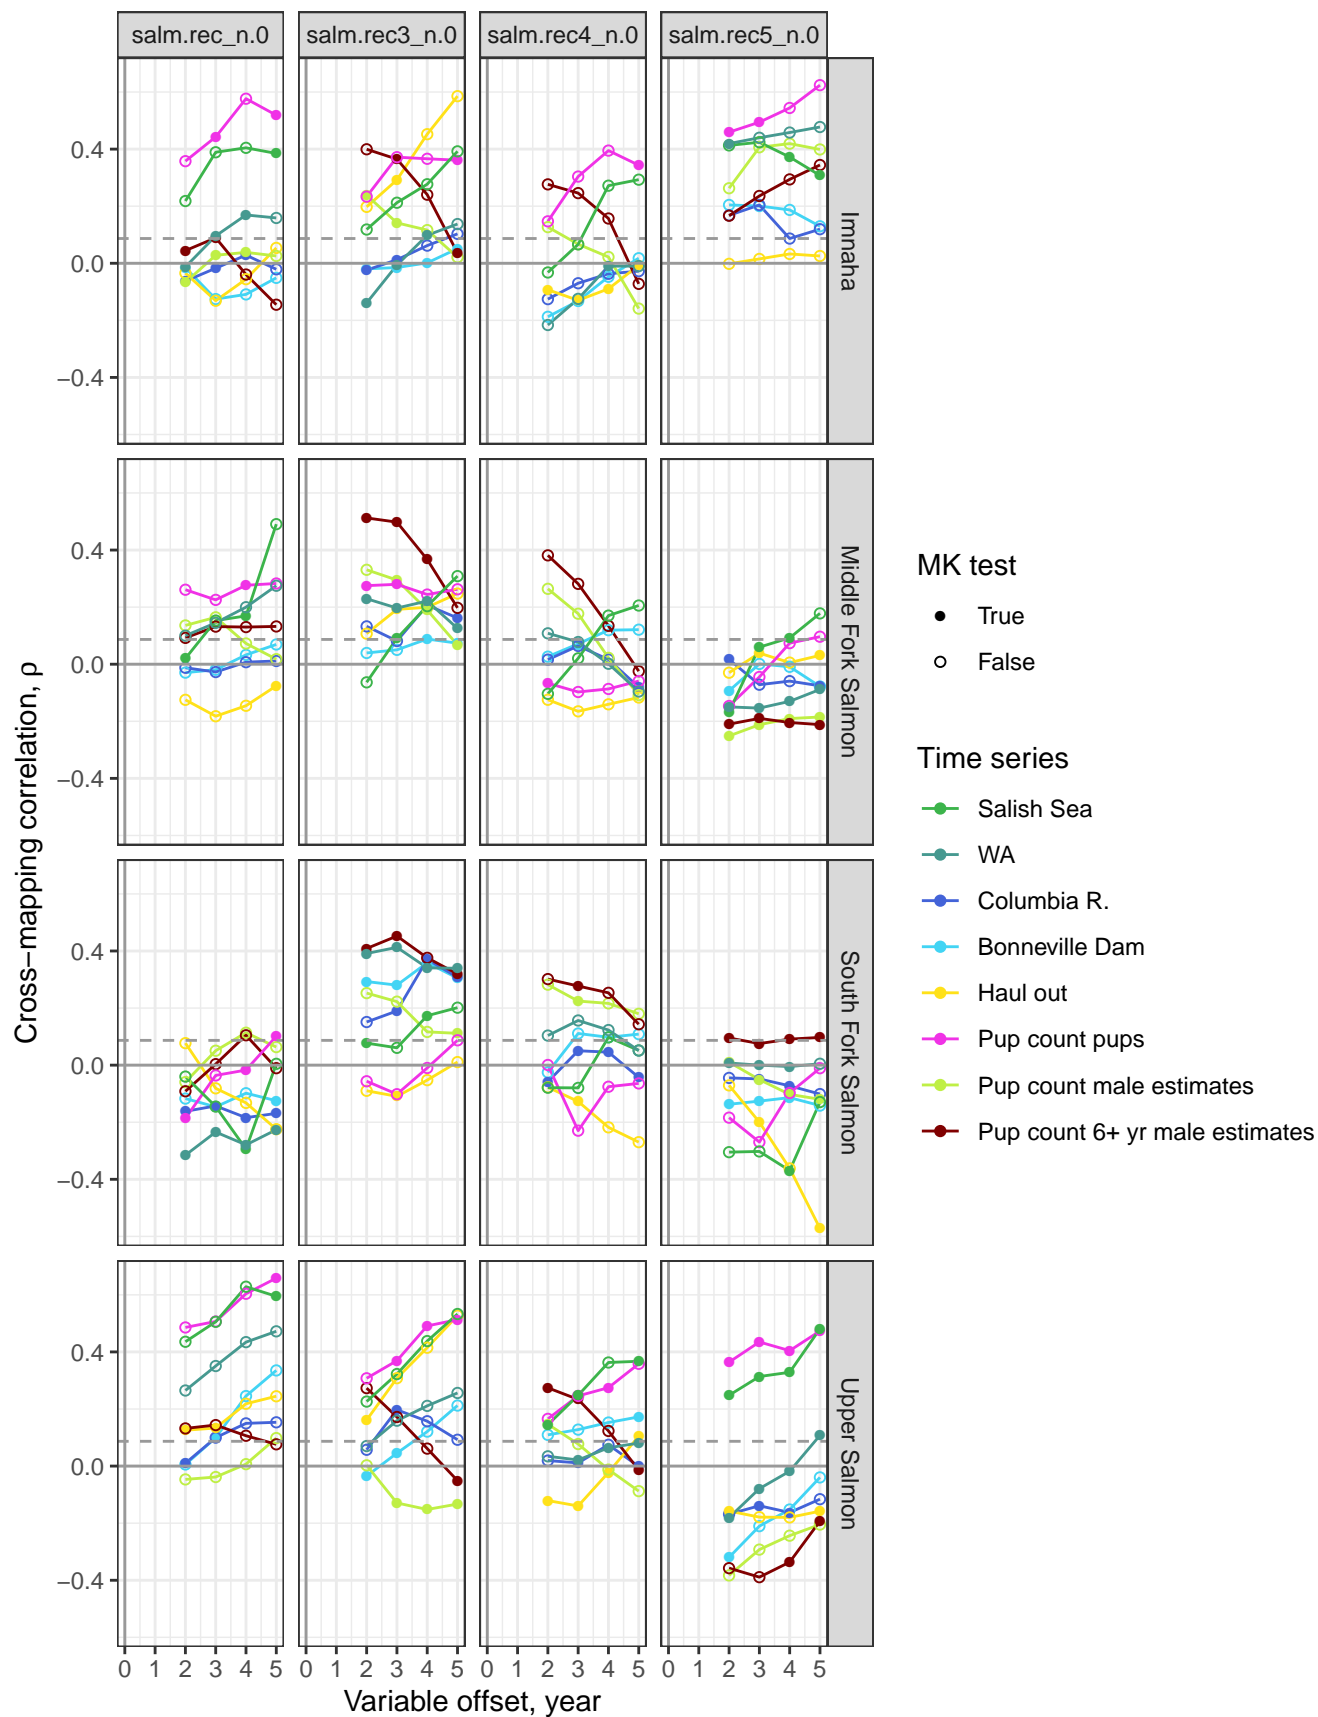 salm.rec_n.0 salm.rec3_n.0 salm.rec4_n.0 salm.rec5_n.0
0.4
0.0
−0.4
Imnaha
0.4
0.0
−0.4
Middle Fork Salmon
0.4
0.0
−0.4
South Fork Salmon
0.4
0.0
−0.4
Upper Salmon
0 1 2 3 4 5 0 1 2 3 4 5 0 1 2 3 4 5 0 1 2 3 4 5
Variable offset, year
Cross−mapping correlation, ρ
MK test
True
False
Time series
Salish Sea
WA
Columbia R.
Bonneville Dam
Haul out
Pup count pups
Pup count male estimates
Pup count 6+ yr male estimates